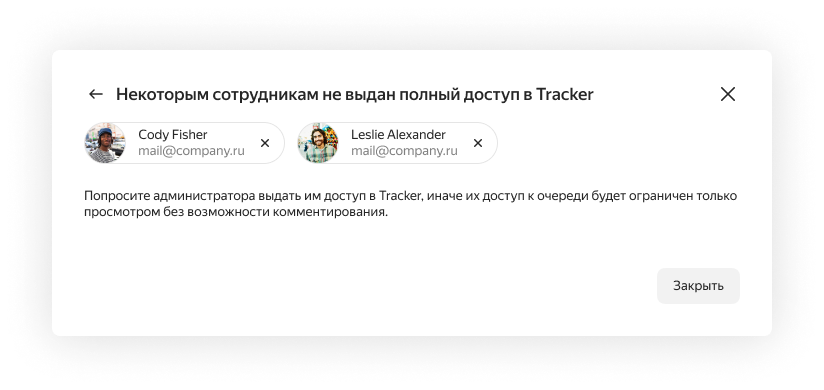 Некоторым сотрудникам не выдан полный доступ в Tracker
Cody Fisher
mail@company.ru
Leslie Alexander
mail@company.ru
Попросите администратора выдать им доступ в Tracker, иначе их доступ к очереди будет ограничен только
просмотром без возможности комментирования.
Закрыть